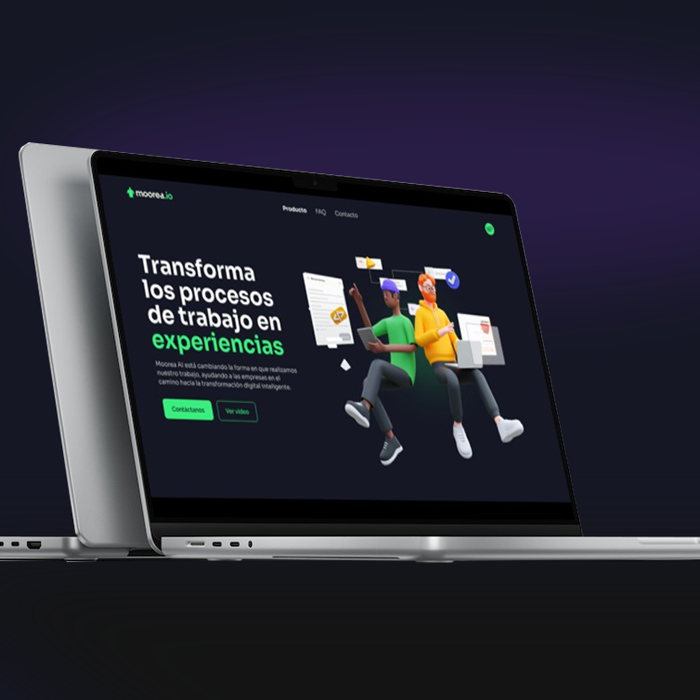 moorea.io
Producto FAQ Contacto
Transforma
los procesos
de trabajo en
experiencias
Moorea AI está cambiando la forma en que realizamos
nuestro trabajo, ayudando a las empresas en el
camino hacia la transformación digital inteligente.
Contáctanos Ver video